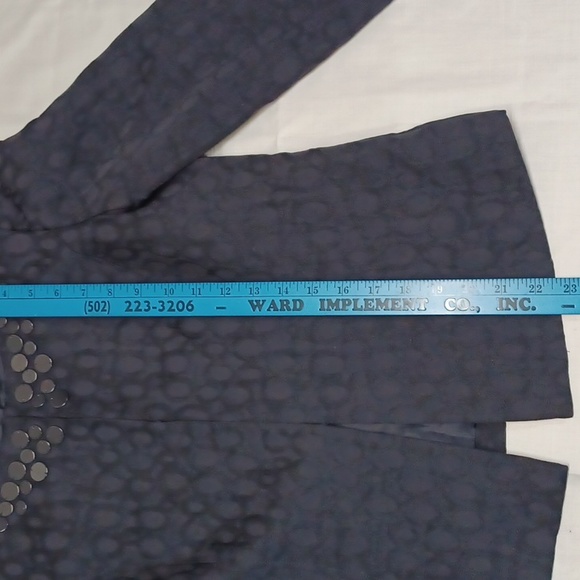 4 5 6 7 8 9 10 11 12 13 14 15 16 17 18 19 20 21 22 23
(502) 223-3206 – WARD IMPLEMENT CO., INC. –